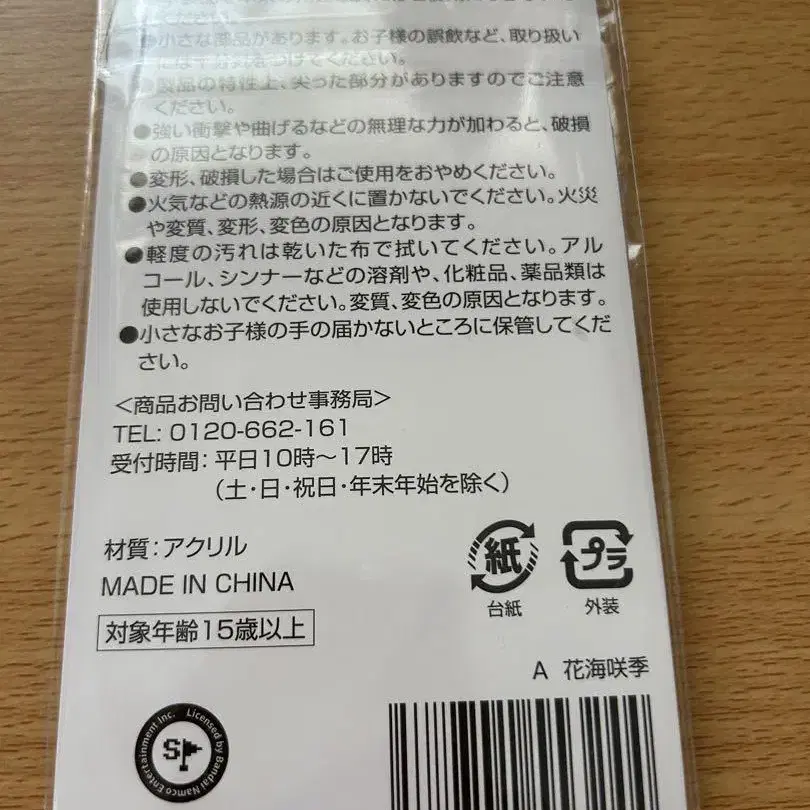 ●小さな部品があります。お子様の誤飲など、取り扱い
には十分気をつけてください。
●製品の特性上、尖った部分がありますのでご注意
ください。
●強い衝撃や曲げるなどの無理な力が加わると、破損
の原因となります。
●変形、破損した場合はご使用をおやめください。
●火気などの熱源の近くに置かないでください。火災
や変質、変形、変色の原因となります。
●軽度の汚れは乾いた布で拭いてください。アル
コール、シンナーなどの溶剤や、化粧品、薬品類は
使用しないでください。変質、変色の原因となります。
●小さなお子様の手の届かないところに保管してくだ
さい。
<商品お問い合わせ事務局>
TEL: 0120-662-161
受付時間：平日10時～17時
(土・日・祝日・年末年始を除く)
材質：アクリル
MADE IN CHINA
対象年齢15歳以上
紙
台紙
プラ
外装
A 花海咲季
Licensed by Bandai Namco Entertainment Inc.
S